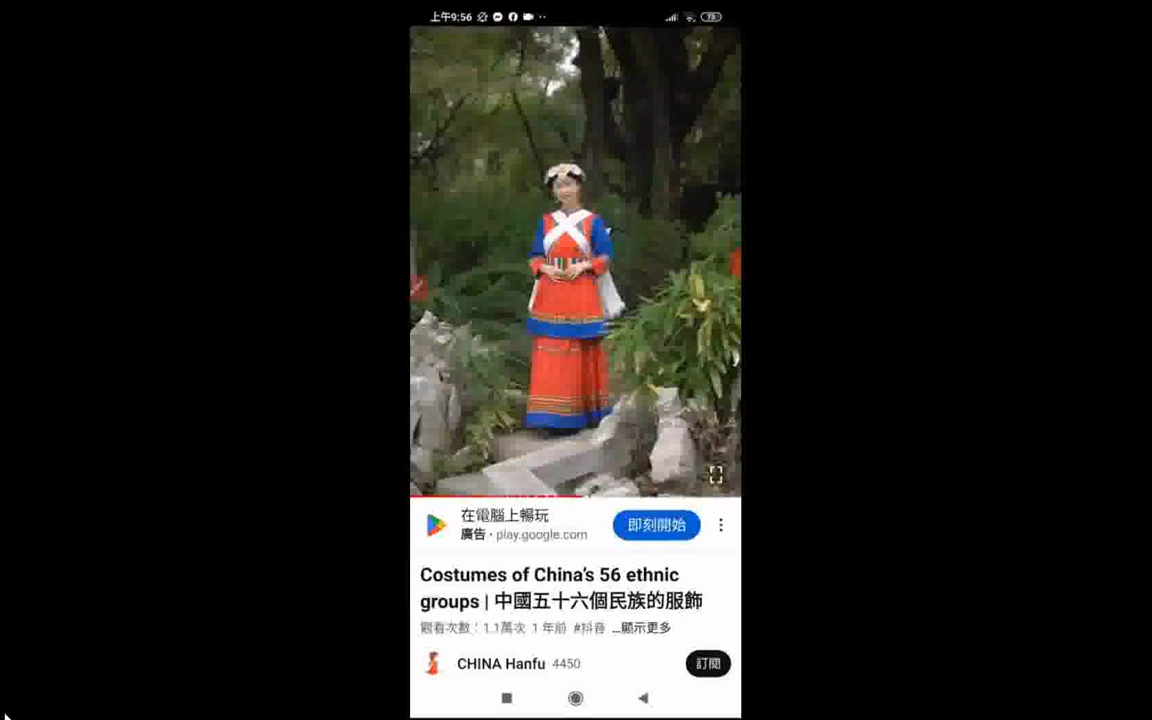 上午9:56
73
在電腦上暢玩
廣告 · play.google.com
即刻開始
Costumes of China's 56 ethnic
groups | 中國五十六個民族的服飾
觀看次數：1.1萬次 1 年前 #抖音 ...顯示更多
CHINA Hanfu 4450
訂閱